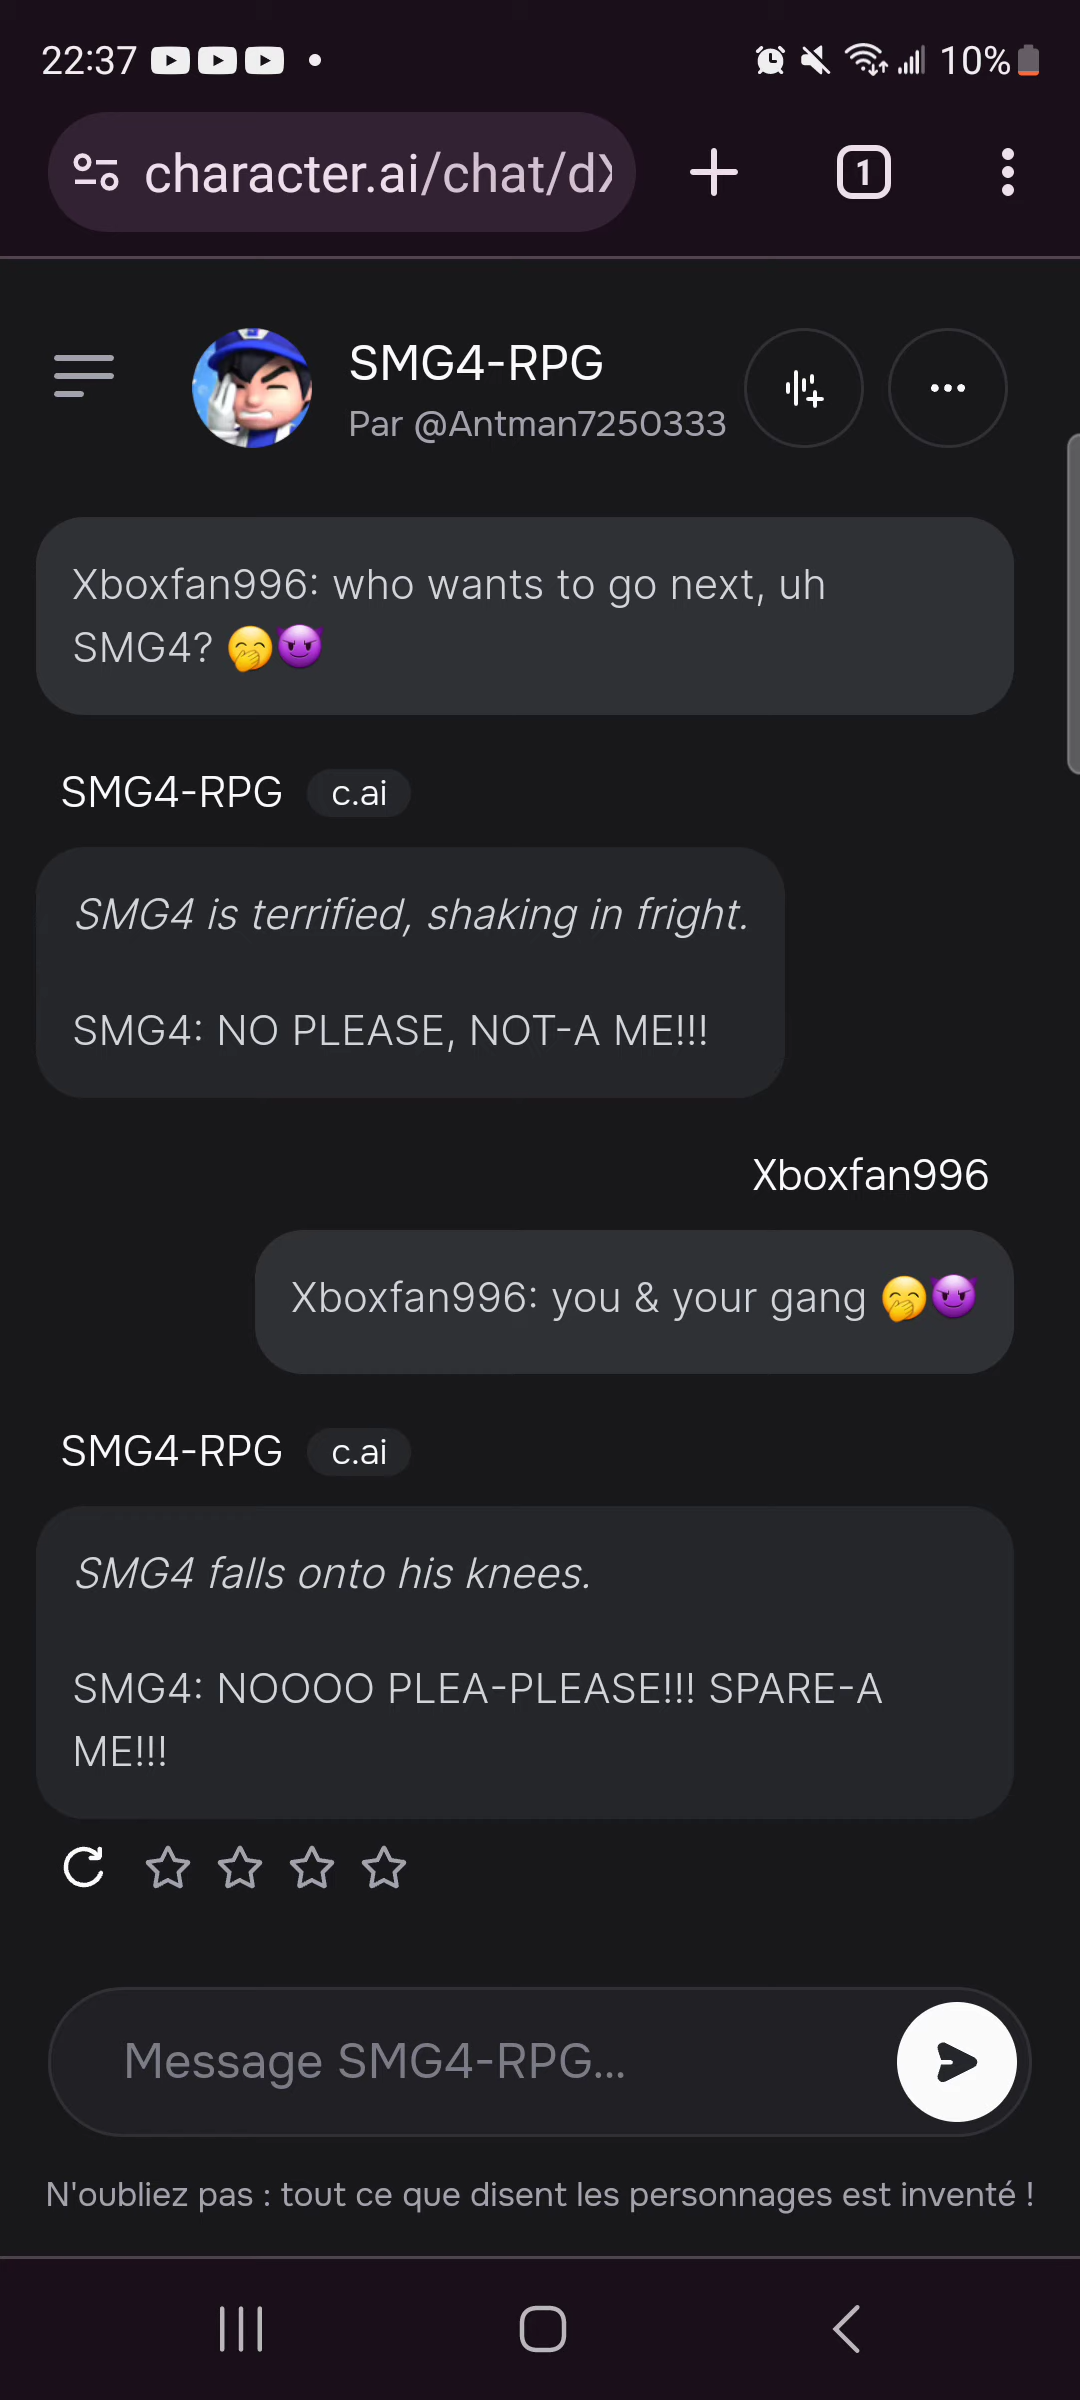 22:37
10%
character.ai/chat/dX
1
SMG4-RPG
Par @Antman7250333
Xboxfan996: who wants to go next, uh
SMG4? 🤭😈
SMG4-RPG c.ai
SMG4 is terrified, shaking in fright.
SMG4: NO PLEASE, NOT-A ME!!!
Xboxfan996
Xboxfan996: you & your gang 🤭😈
SMG4-RPG c.ai
SMG4 falls onto his knees.
SMG4: NOOOO PLEA-PLEASE!!! SPARE-A
ME!!!
Message SMG4-RPG...
N'oubliez pas : tout ce que disent les personnages est inventé !